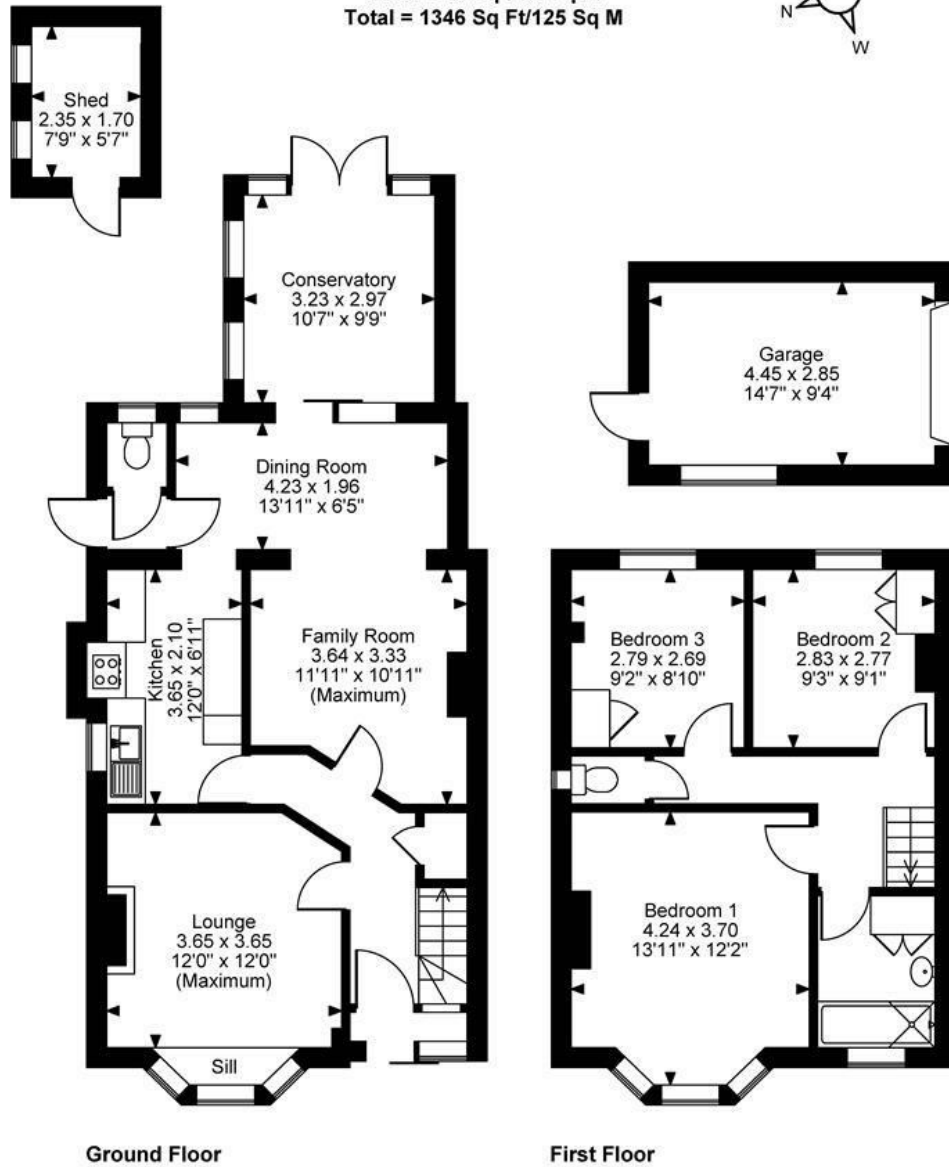 Total = 1346 Sq Ft/125 Sq M
N
W
Shed
2.35 x 1.70
7'9" x 5'7"
Conservatory
3.23 x 2.97
10'7" x 9'9"
Garage
4.45 x 2.85
14'7" x 9'4"
Dining Room
4.23 x 1.96
13'11" x 6'5"
Kitchen
3.65 x 2.10
12'0" x 6'11"
Family Room
3.64 x 3.33
11'11" x 10'11"
(Maximum)
Bedroom 3
2.79 x 2.69
9'2" x 8'10"
Bedroom 2
2.83 x 2.77
9'3" x 9'1"
Lounge
3.65 x 3.65
12'0" x 12'0"
(Maximum)
Bedroom 1
4.24 x 3.70
13'11" x 12'2"
Sill
Ground Floor
First Floor